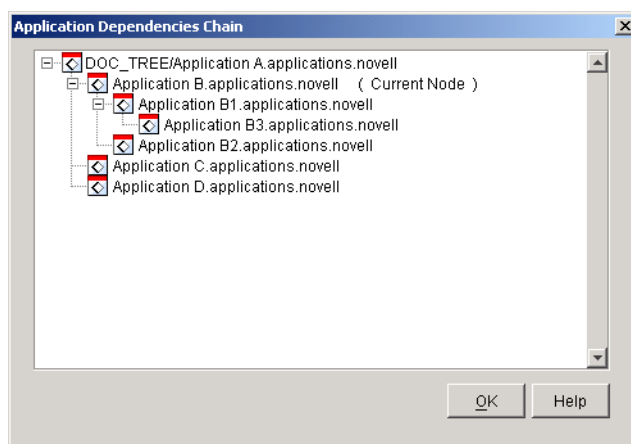 Application Dependencies Chain
DOC_TREE/Application A.applications.novell
Application B.applications.novell ( Current Node )
Application B1.applications.novell
Application B3.applications.novell
Application B2.applications.novell
Application C.applications.novell
Application D.applications.novell
OK Help